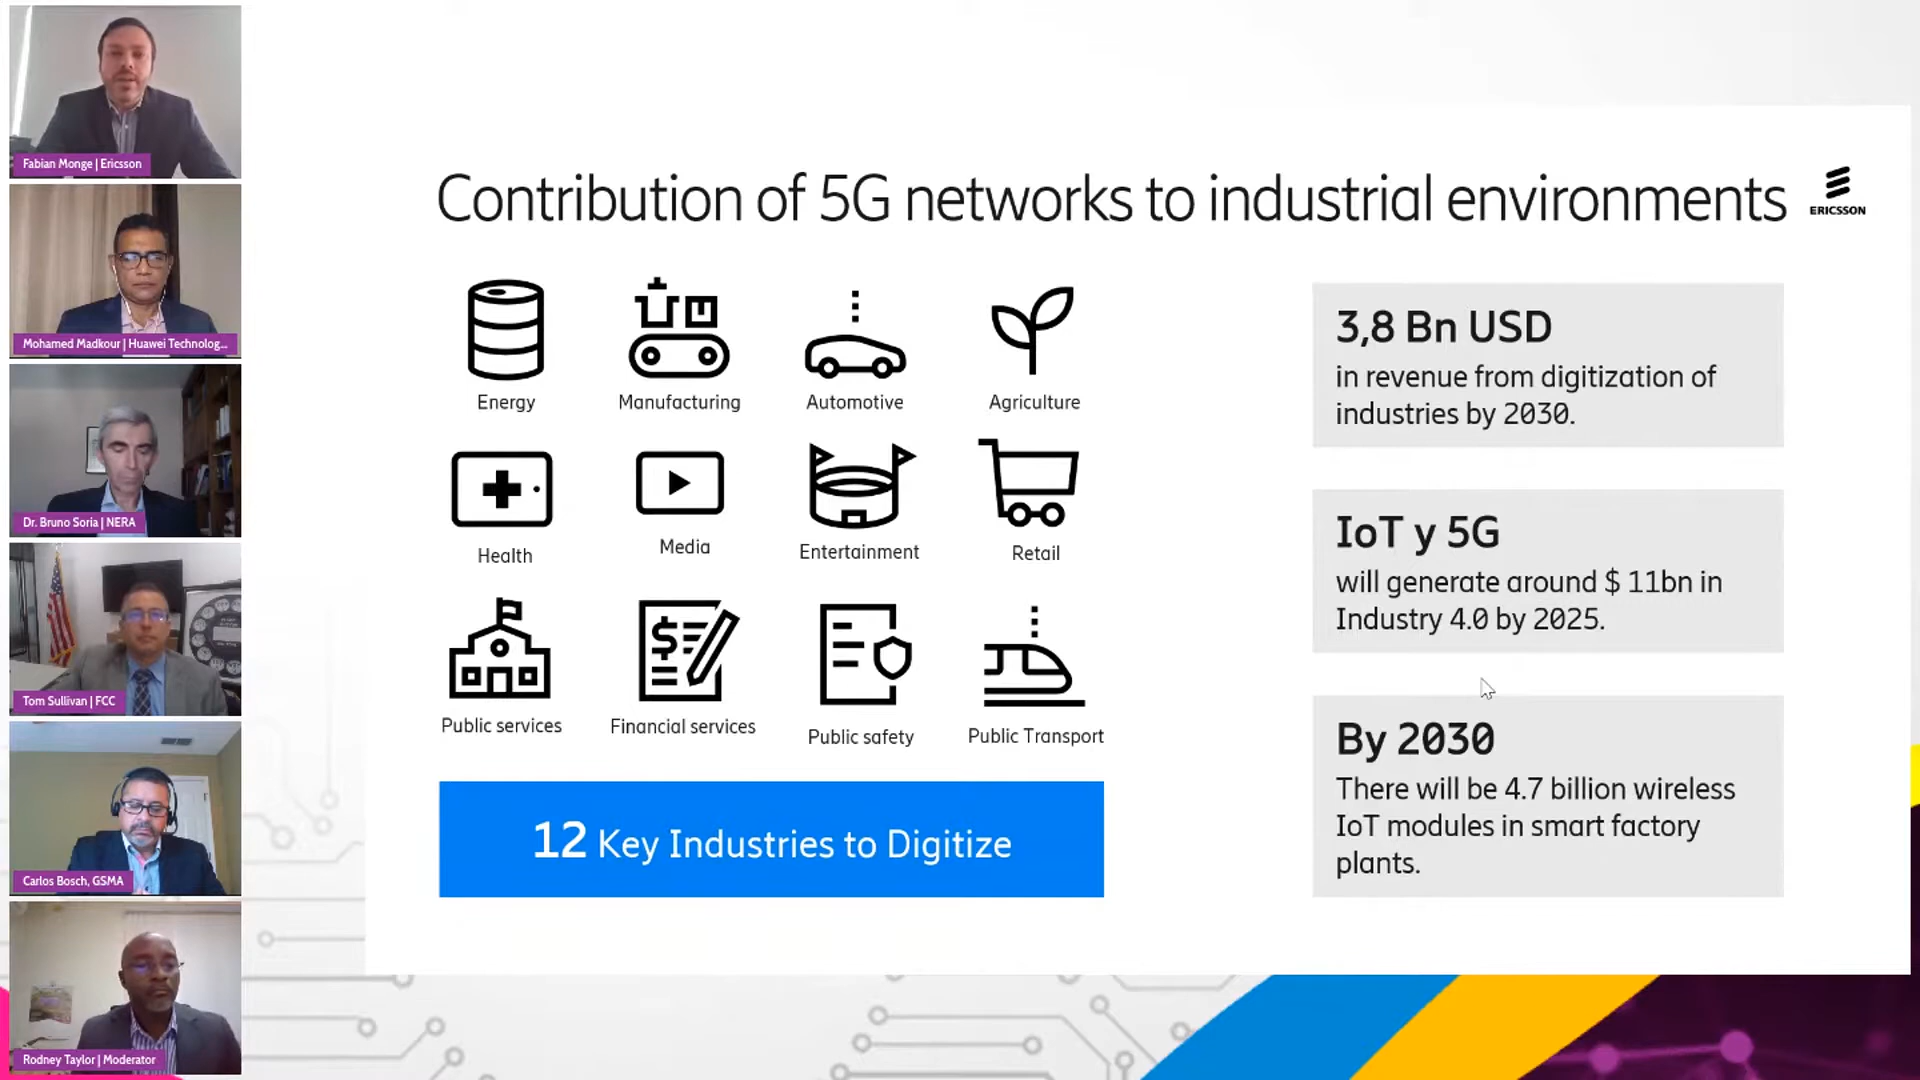 Fabian Monge | Ericsson
Mohamed Madkour | Huawei Technolog...
Dr. Bruno Soria | NERA
Tom Sullivan | FCC
Carlos Bosch, GSMA
Rodney Taylor | Moderator
Contribution of 5G networks to industrial environments
ERICSSON
Energy
Manufacturing
Automotive
Agriculture
Health
Media
Entertainment
Retail
Public services
Financial services
Public safety
Public Transport
12 Key Industries to Digitize
3,8 Bn USD
in revenue from digitization of
industries by 2030.
IoT y 5G
will generate around $ 11bn in
Industry 4.0 by 2025.
By 2030
There will be 4.7 billion wireless
IoT modules in smart factory
plants.